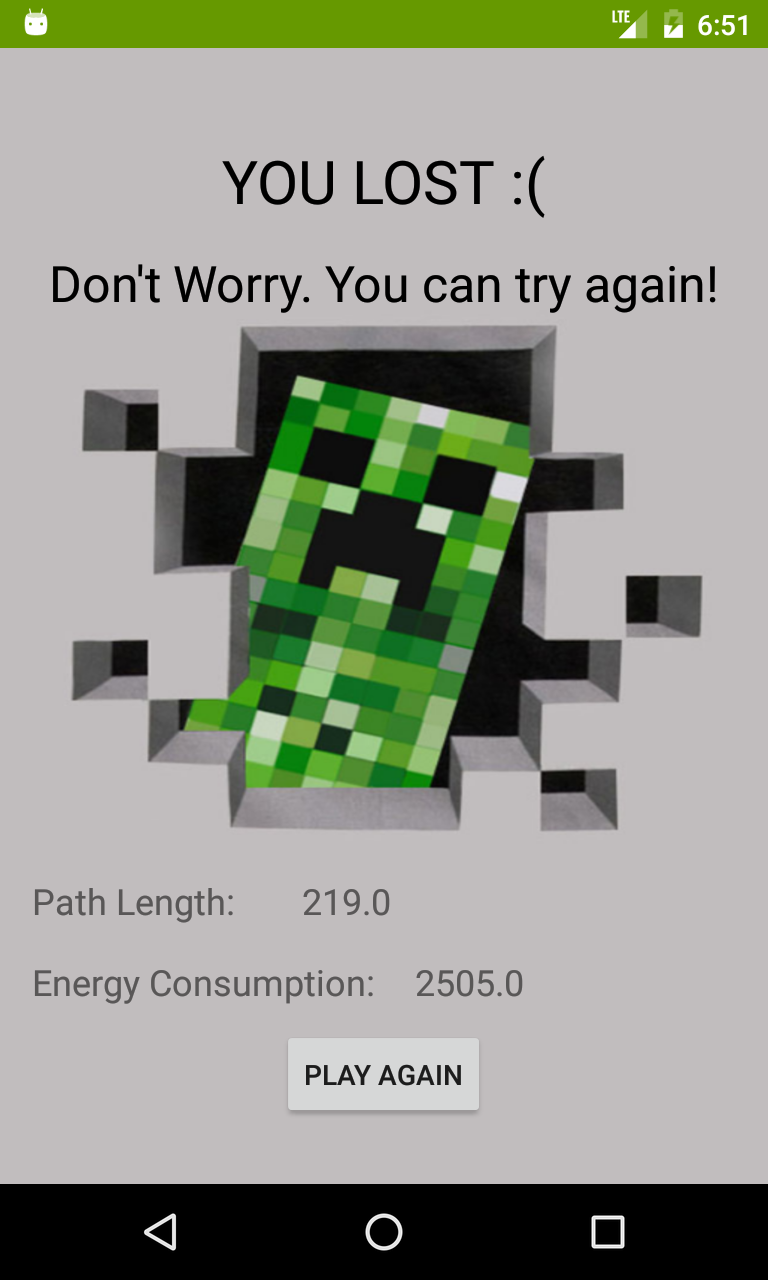 LTE 6:51
YOU LOST :(
Don't Worry. You can try again!
Path Length: 219.0
Energy Consumption: 2505.0
PLAY AGAIN